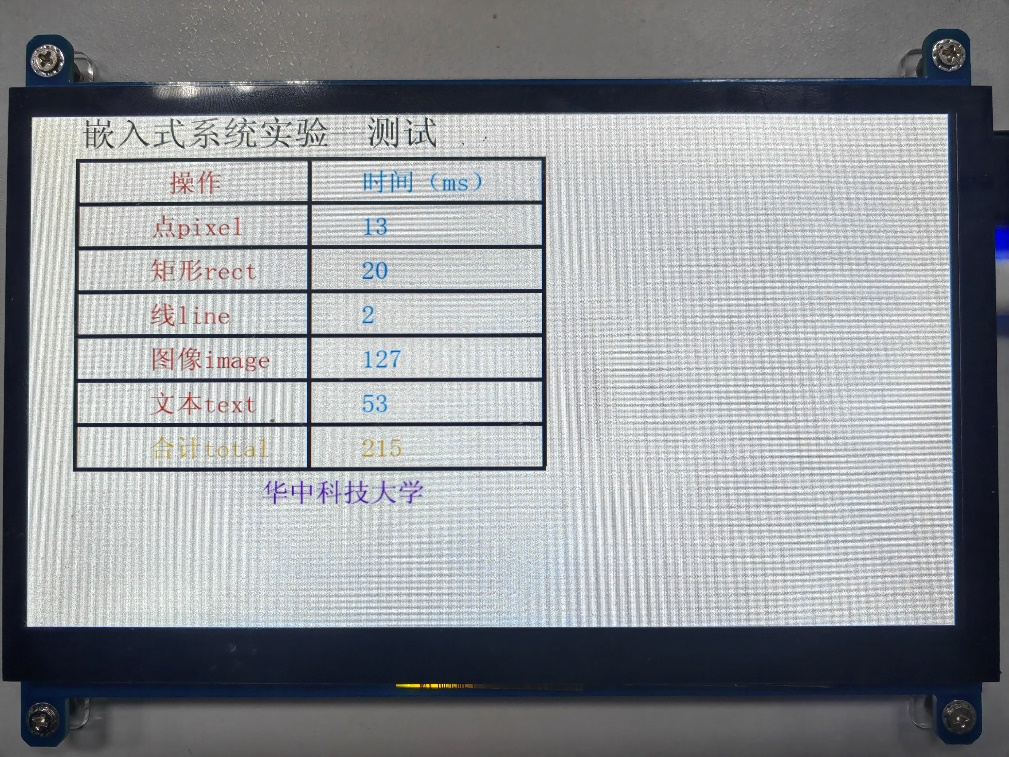 嵌入式系统实验一测试
操作 时间（ms）
点pixel 13
矩形rect 20
线line 2
图像image 127
文本text 53
合计total 215
华中科技大学